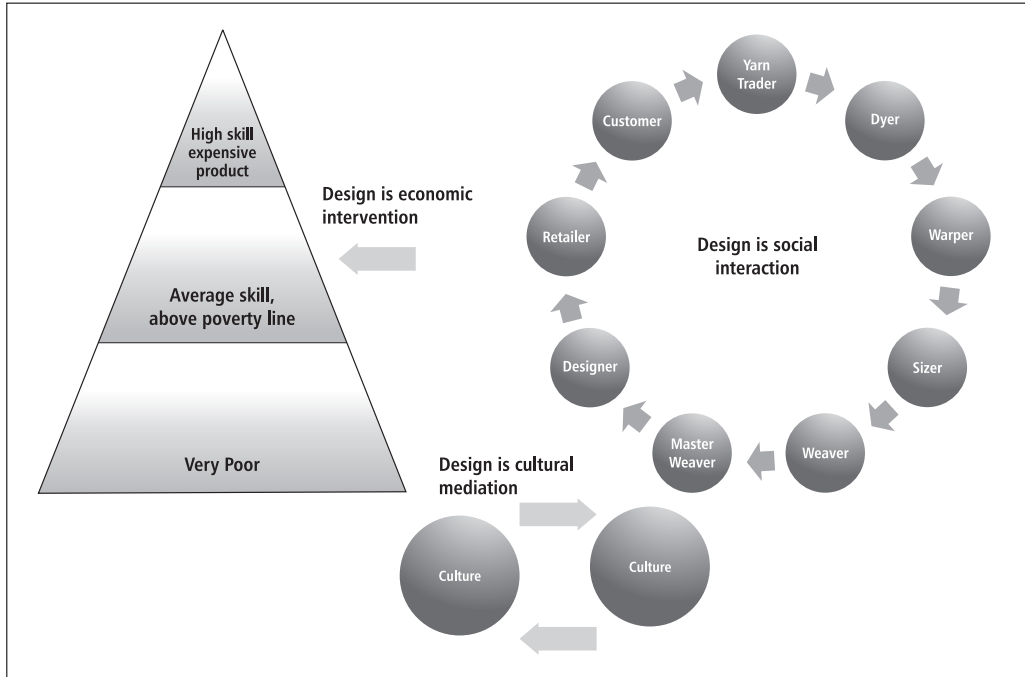 High skill
expensive
product
Average skill,
above poverty line
Very Poor
Design is economic
intervention
Yarn
Trader
Dyer
Warper
Sizer
Weaver
Master
Weaver
Designer
Retailer
Customer
Design is social
interaction
Design is cultural
mediation
Culture
Culture